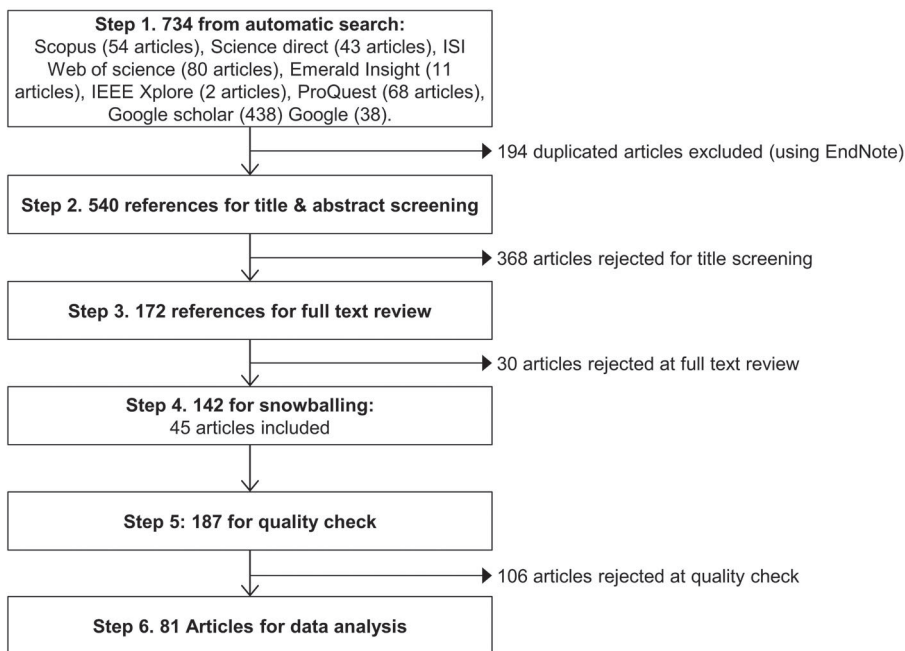 Step 1. 734 from automatic search:
Scopus (54 articles), Science direct (43 articles), ISI
Web of science (80 articles), Emerald Insight (11
articles), IEEE Xplore (2 articles), ProQuest (68 articles),
Google scholar (438) Google (38).
194 duplicated articles excluded (using EndNote)
Step 2. 540 references for title & abstract screening
368 articles rejected for title screening
Step 3. 172 references for full text review
30 articles rejected at full text review
Step 4. 142 for snowballing:
45 articles included
Step 5: 187 for quality check
106 articles rejected at quality check
Step 6. 81 Articles for data analysis